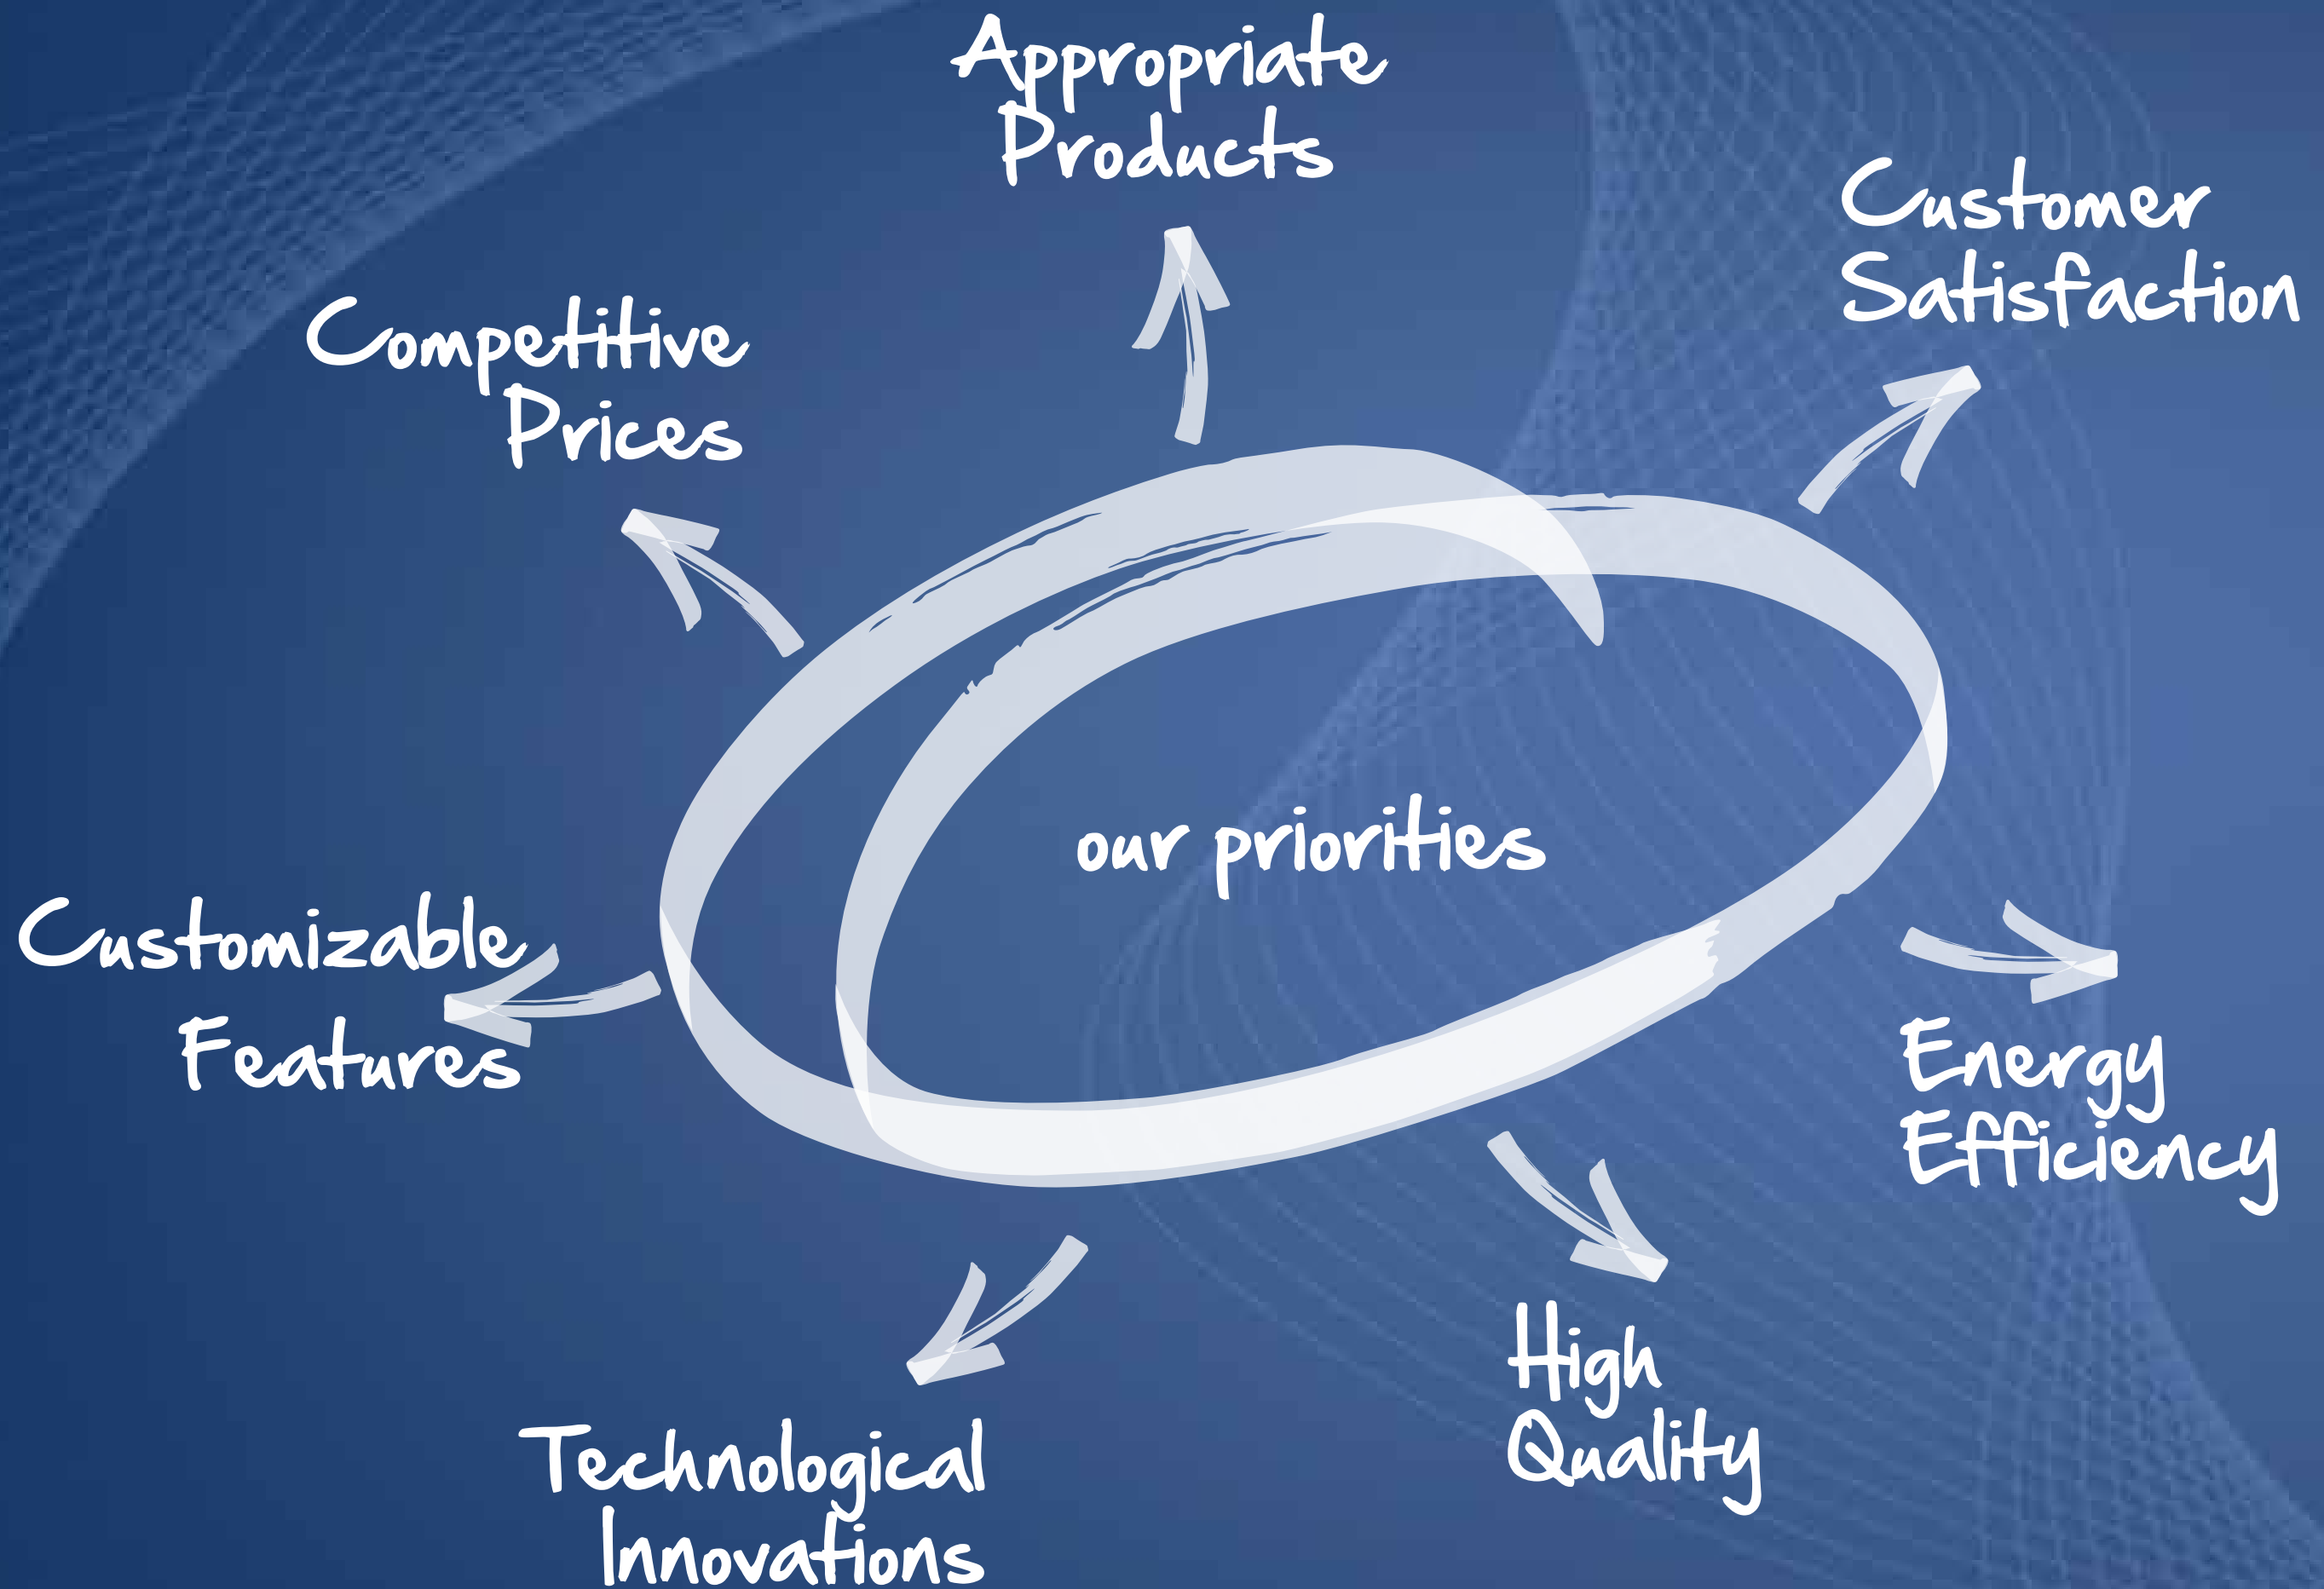 Appropriate
Products
Customer
Satisfaction
Competitive
Prices
our priorities
Customizable
Features
Energy
Efficiency
High
Quality
Technological
Innovations